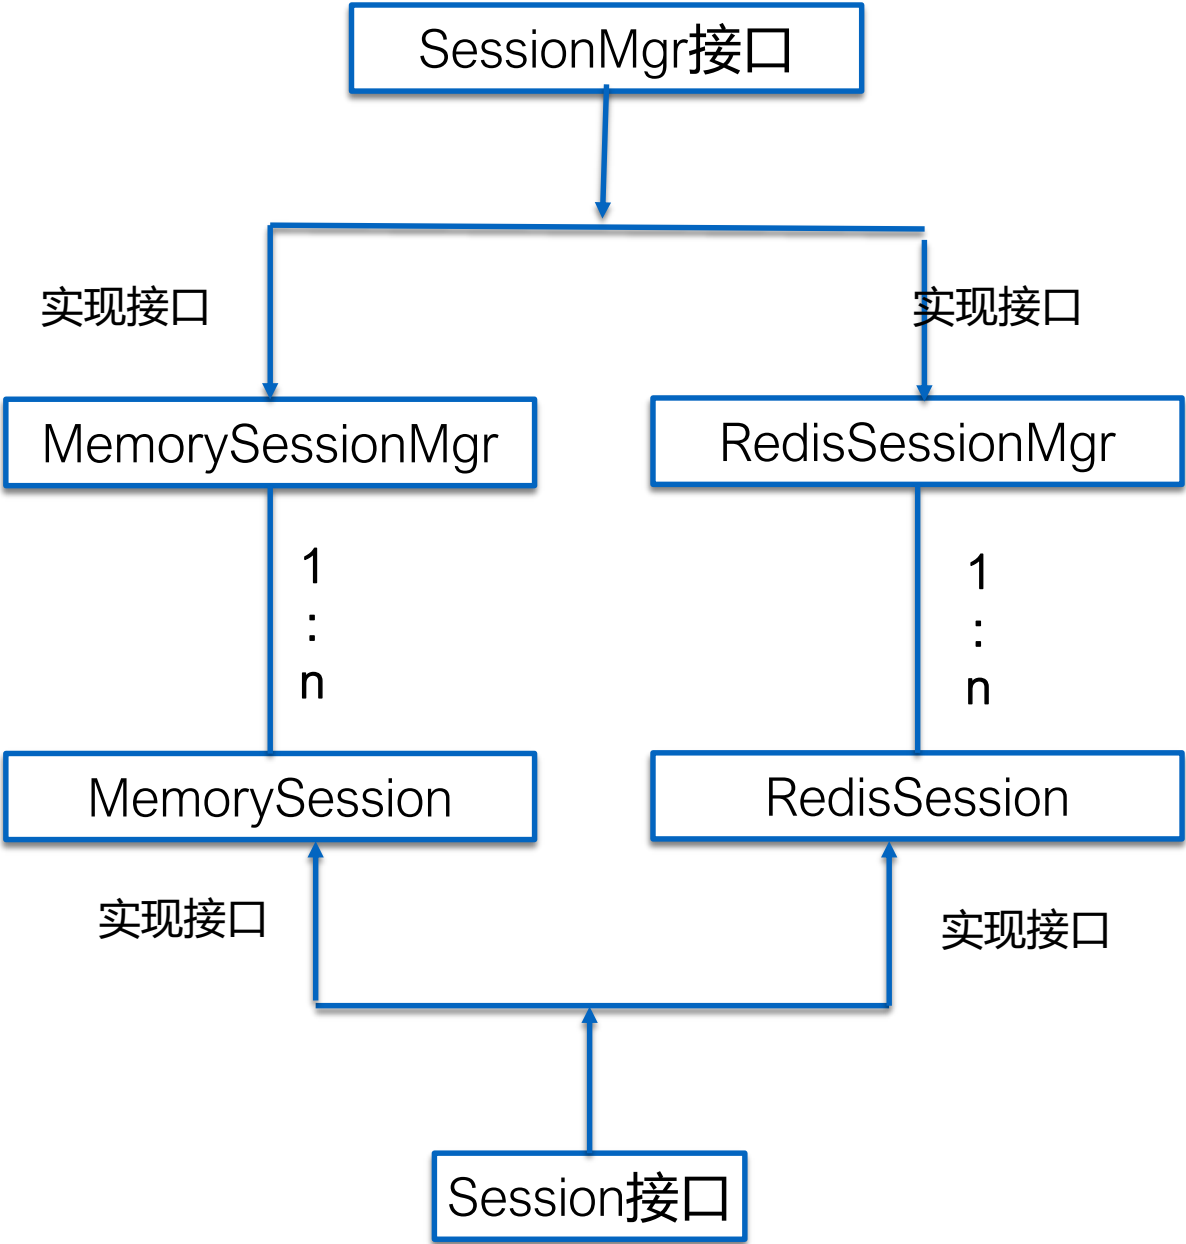 SessionMgr接口
实现接口
实现接口
MemorySessionMgr
RedisSessionMgr
1
:
n
1
:
n
MemorySession
RedisSession
实现接口
实现接口
Session接口